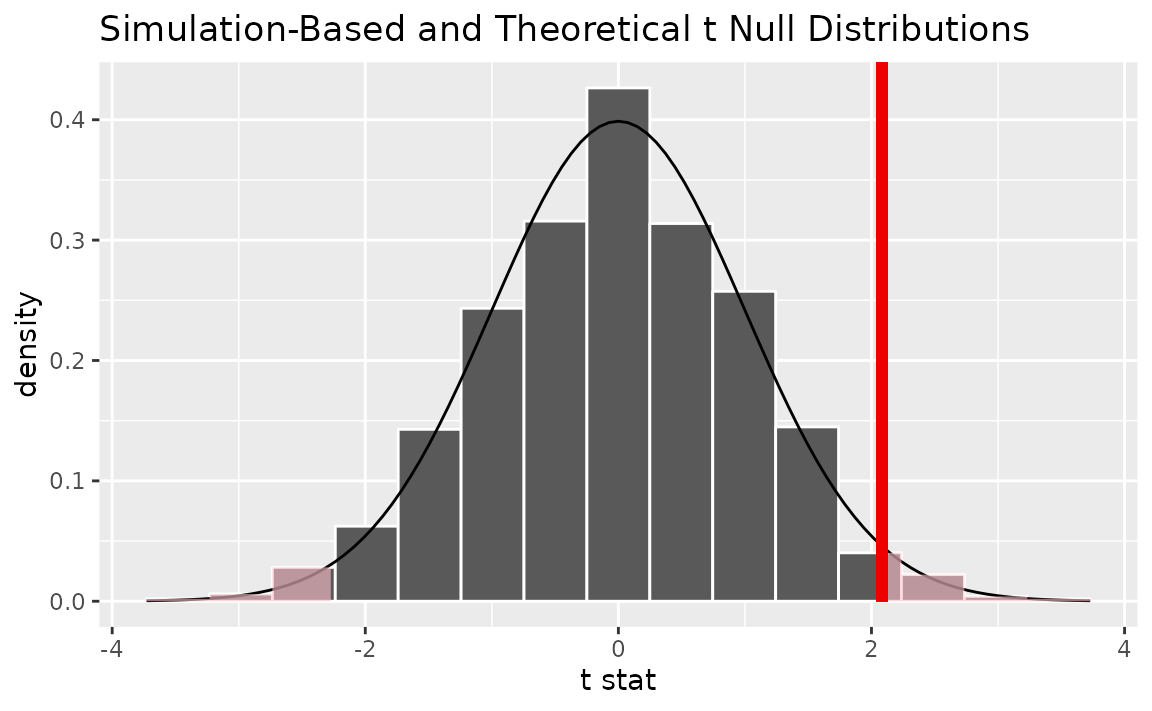 Simulation-Based and Theoretical t Null Distributions
0.4
0.3
0.2
0.1
0.0
density
-4 -2 0 2 4
t stat